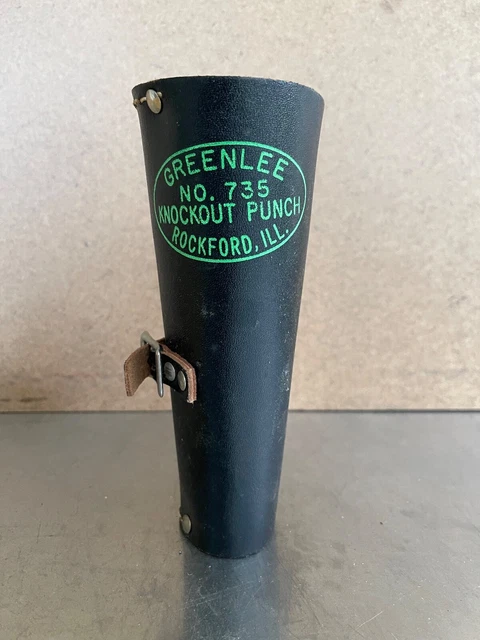 GREENLEE
NO. 735
KNOCKOUT PUNCH
ROCKFORD, ILL.